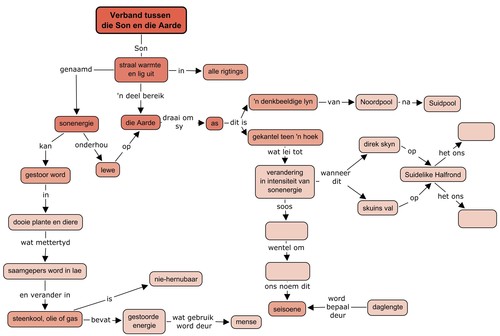 Verband tussen
die Son en die Aarde
Son
straal warmte
en lig uit
genaamd
in
alle rigtings
'n deel bereik
sonenergie
die Aarde
draai om
sy
as
dit is
'n denkbeeldige lyn
van
Noordpool
na
Suidpool
gekantel teen 'n hoek
kan
onderhou
op
lewe
gestoor word
wat lei tot
verandering
in intensiteit van
sonenergie
wanneer
dit
direk skyn
op
skuins val
op
Suidelike Halfrond
het ons
het ons
in
dooie plante en diere
soos
wat mettertyd
wentel om
saamgepers word in lae
nie-hernubaar
ons noem dit
en verander in
is
steenkool, olie of gas
bevat
gestoorde
energie
wat gebruik
word deur
mense
seisoene
word
bepaal
deur
daglengte